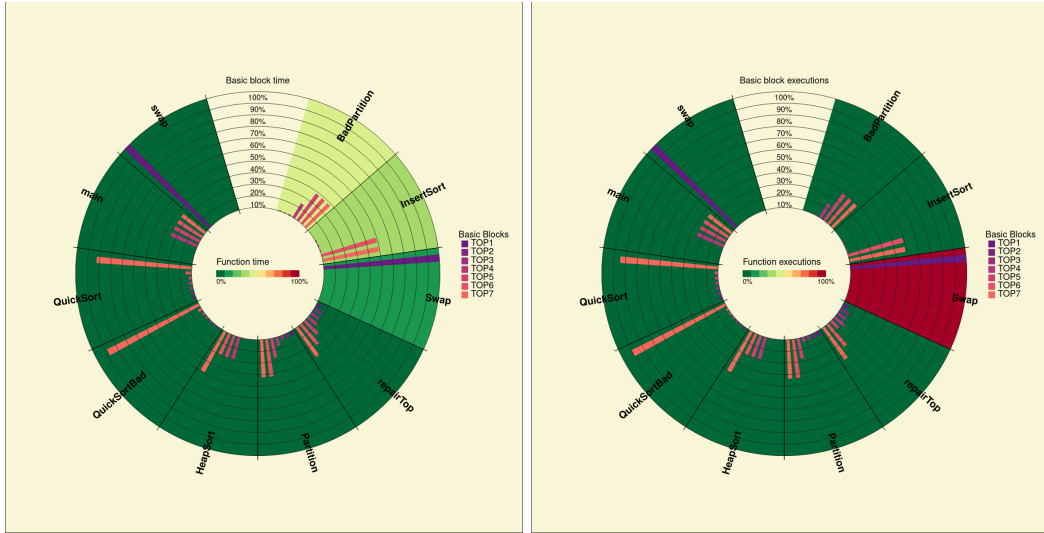 Basic block time
100%
90%
80%
70%
60%
50%
40%
30%
20%
10%
swap
BadPartition
main
InsertSort
Basic Blocks
TOP1
TOP2
TOP3
TOP4
TOP5
TOP6
TOP7
Function time
0%
100%
QuickSort
Swap
QuickSortBad
repairTop
HeapSort
Partition
Basic block executions
100%
90%
80%
70%
60%
50%
40%
30%
20%
10%
swap
BadPartition
main
InsertSort
Basic Blocks
TOP1
TOP2
TOP3
TOP4
TOP5
TOP6
TOP7
Function executions
0%
100%
QuickSort
Swap
QuickSortBad
repairTop
HeapSort
Partition